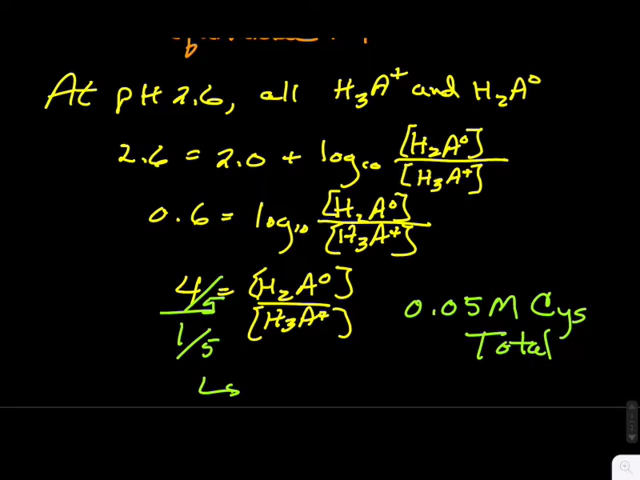 At pH 2.6, all H₃A⁺ and H₂A⁰
2.6 = 2.0 + log₁₀ [H₂A⁰]/[H₃A⁺]
0.6 = log₁₀ [H₂A⁰]/[H₃A⁺]
4/5 / 1/5 = [H₂A⁰]/[H₃A⁺]
0.05 M Cys
Total
↳